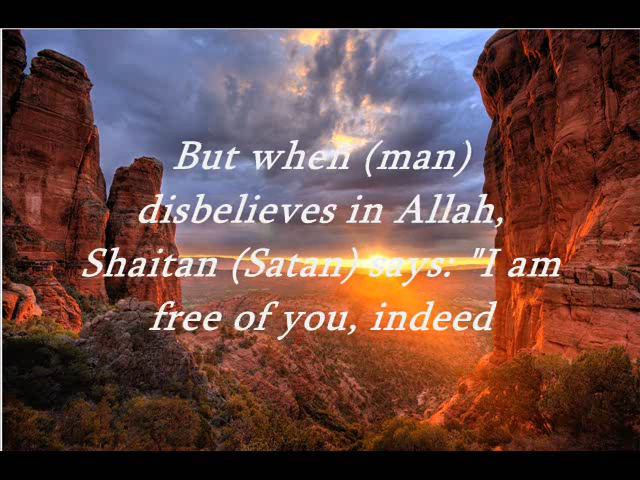 But when (man)
disbelieves in Allah,
Shaitan (Satan) says: "I am
free of you, indeed